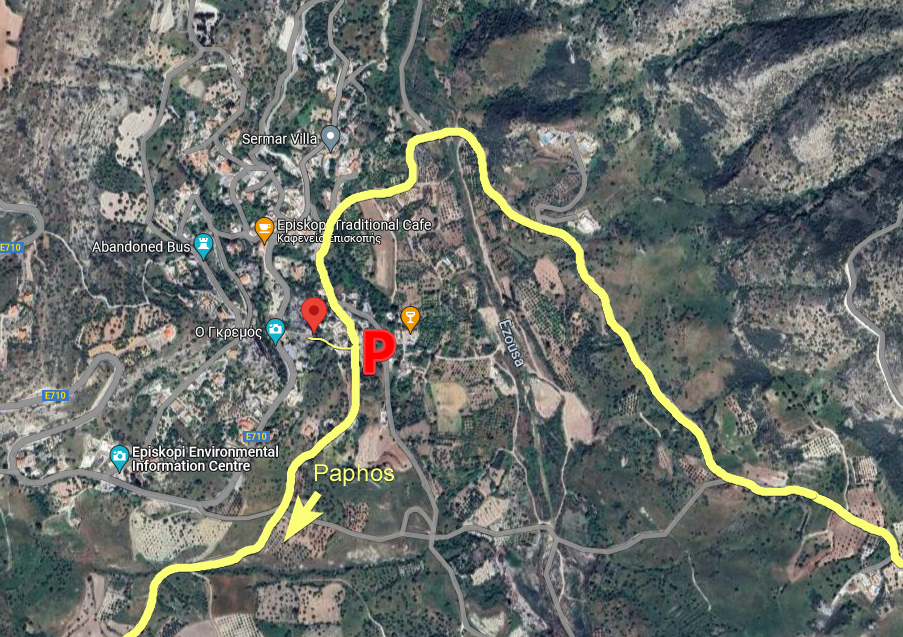 Sermar Villa
Episkopi Traditional Cafe
Καφενείο Επισκοπής
Abandoned Bus
E710
Ο Γκρεμός
P
Ezousa
E710
E710
Episkopi Environmental
Information Centre
Paphos